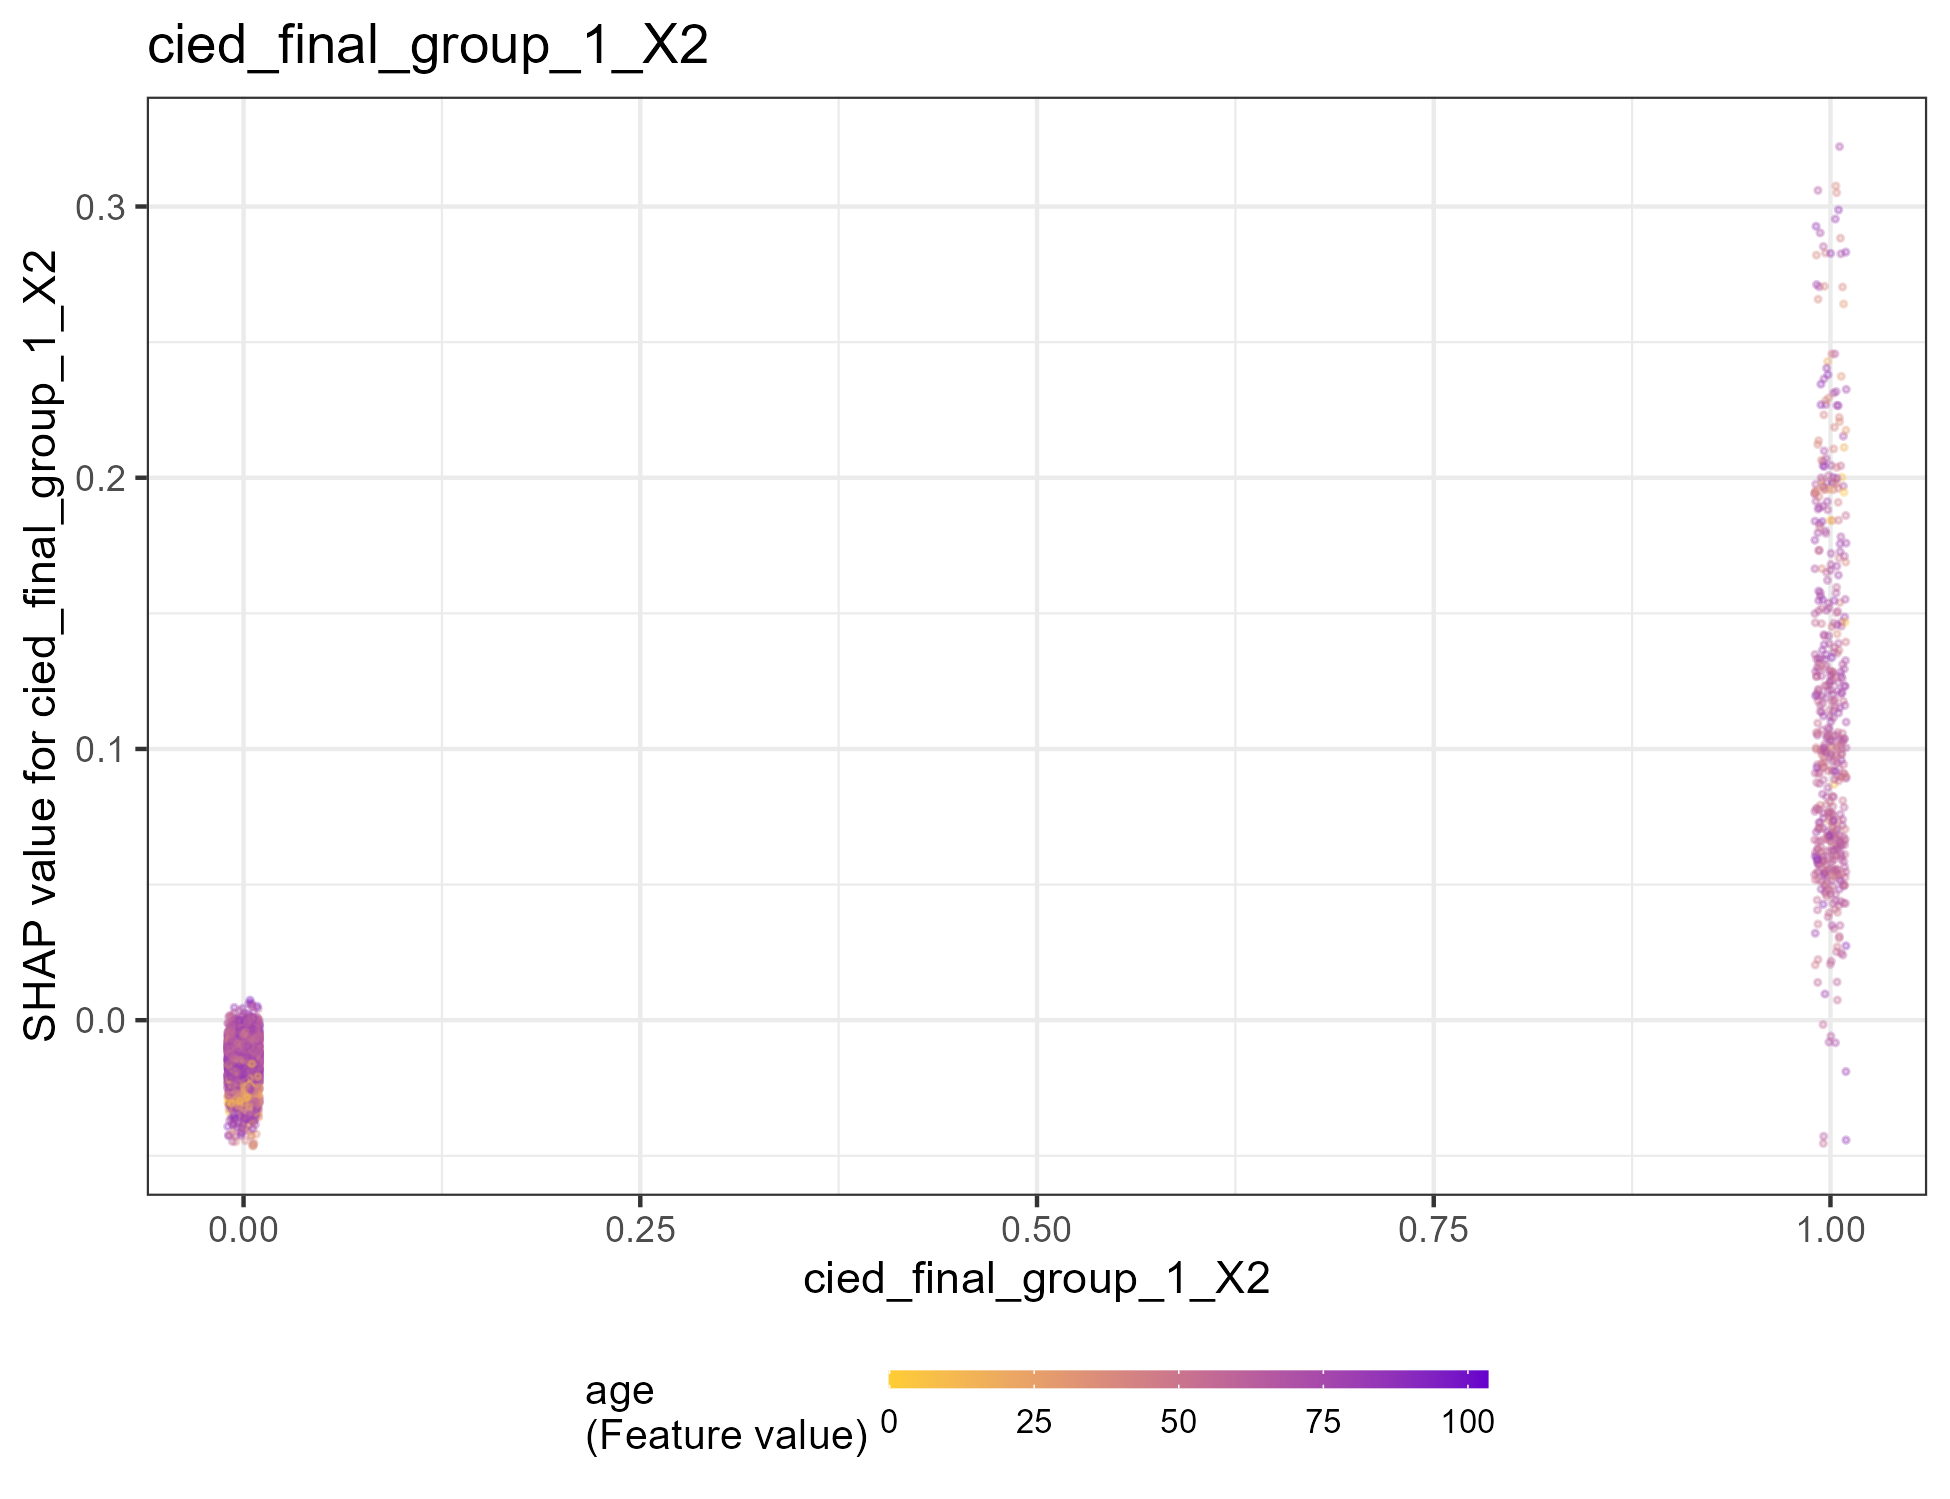 cied_final_group_1_X2
SHAP value for cied_final_group_1_X2
0.3
0.2
0.1
0.0
0.00 0.25 0.50 0.75 1.00
cied_final_group_1_X2
age
(Feature value)
0 25 50 75 100